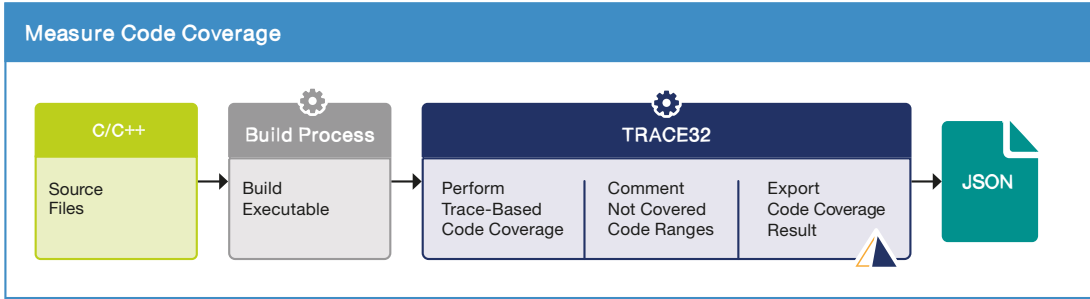 Measure Code Coverage
C/C++
Source
Files
Build Process
Build
Executable
TRACE32
Perform
Trace-Based
Code Coverage
Comment
Not Covered
Code Ranges
Export
Code Coverage
Result
JSON